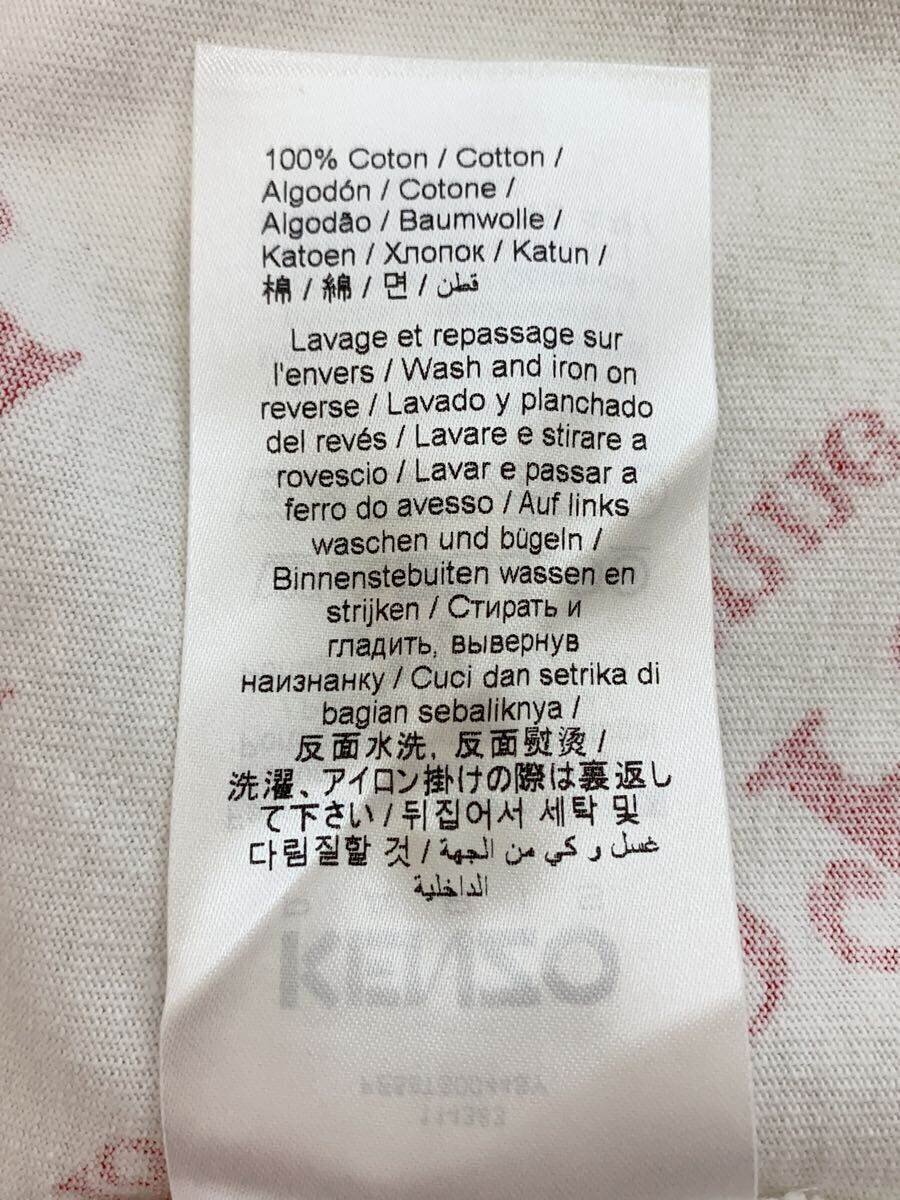 100% Coton / Cotton /
Algodón / Cotone /
Algodão / Baumwolle /
Katoen / Хлопок / Katun /
棉 / 綿 / 면 / قطن
Lavage et repassage sur
l'envers / Wash and iron on
reverse / Lavado y planchado
del revés / Lavare e stirare a
rovescio / Lavar e passar a
ferro do avesso / Auf links
waschen und bügeln /
Binnenstebuiten wassen en
strijken / Стирать и
гладить, вывернув
наизнанку / Cuci dan setrika di
bagian sebaliknya /
反面水洗, 反面熨烫 /
洗濯、アイロン掛けの際は裏返し
て下さい / 뒤집어서 세탁 및
다림질할 것 / غسل و كي من الجهة
الداخلية
KENZO